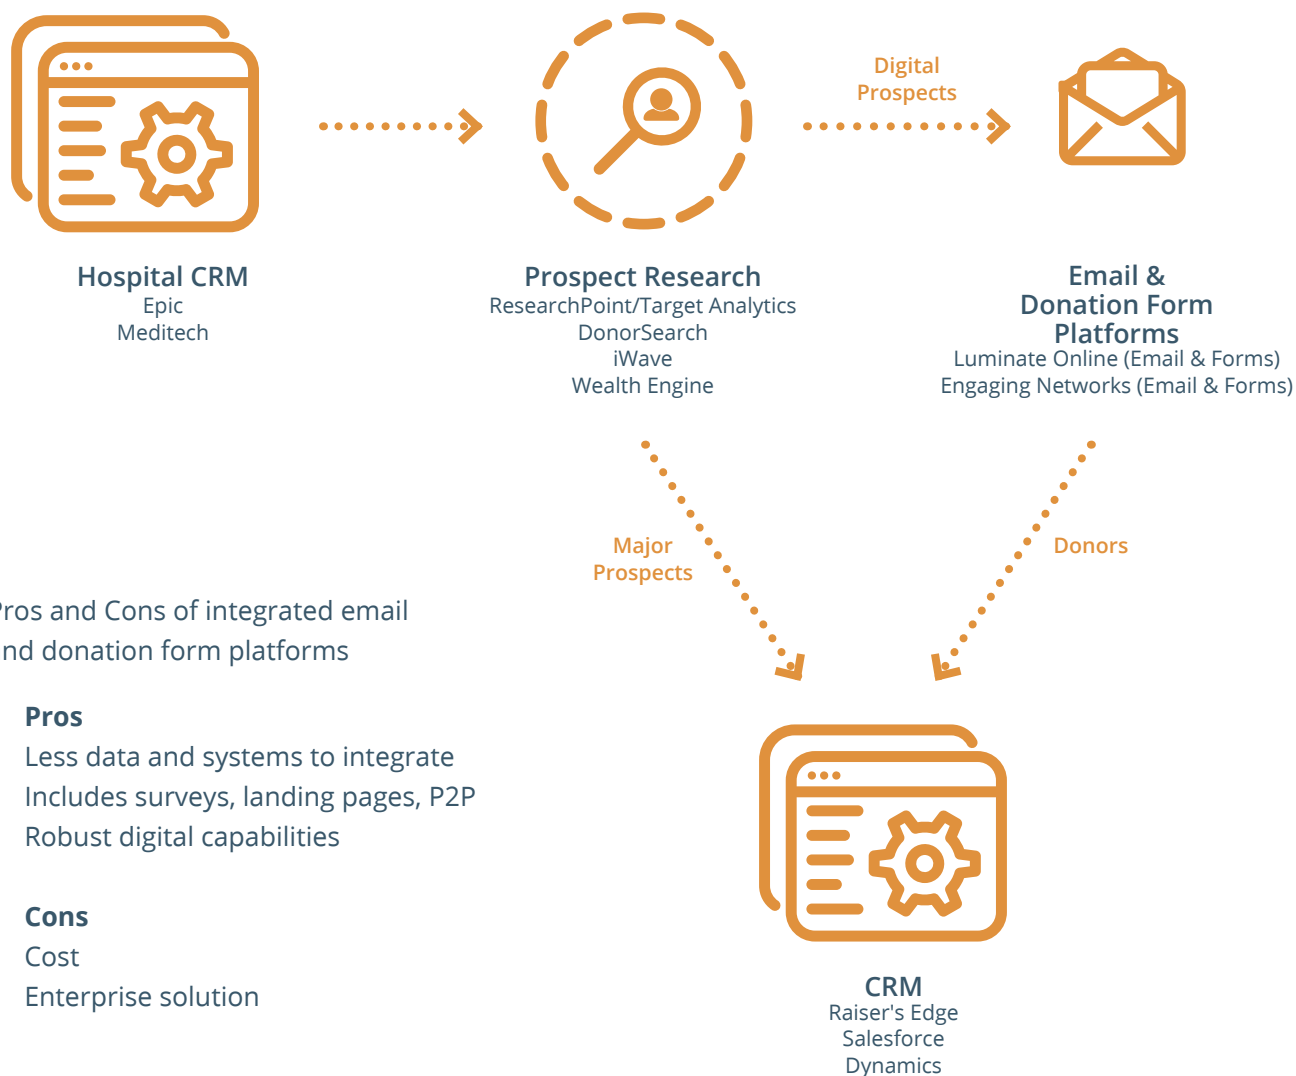 Digital
Prospects
Hospital CRM
Epic
Meditech
Prospect Research
ResearchPoint/Target Analytics
DonorSearch
iWave
Wealth Engine
Email &
Donation Form
Platforms
Luminate Online (Email & Forms)
Engaging Networks (Email & Forms)
Major
Prospects
Donors
Pros and Cons of integrated email
and donation form platforms
Pros
Less data and systems to integrate
Includes surveys, landing pages, P2P
Robust digital capabilities
Cons
Cost
Enterprise solution
CRM
Raiser's Edge
Salesforce
Dynamics